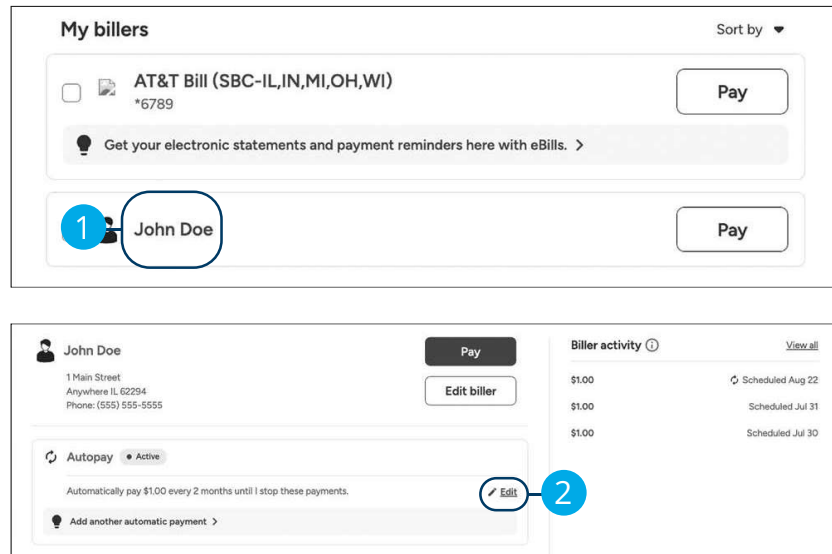 My billers
Sort by
AT&T Bill (SBC-IL,IN,MI,OH,WI)
*6789
Pay
Get your electronic statements and payment reminders here with eBills.
1
John Doe
Pay
John Doe
1 Main Street
Anywhere IL 62294
Phone: (555) 555-5555
Pay
Edit biller
Autopay
Active
Automatically pay $1.00 every 2 months until I stop these payments.
Edit
2
Add another automatic payment
Biller activity
View all
$1.00 Scheduled Aug 22
$1.00 Scheduled Jul 31
$1.00 Scheduled Jul 30